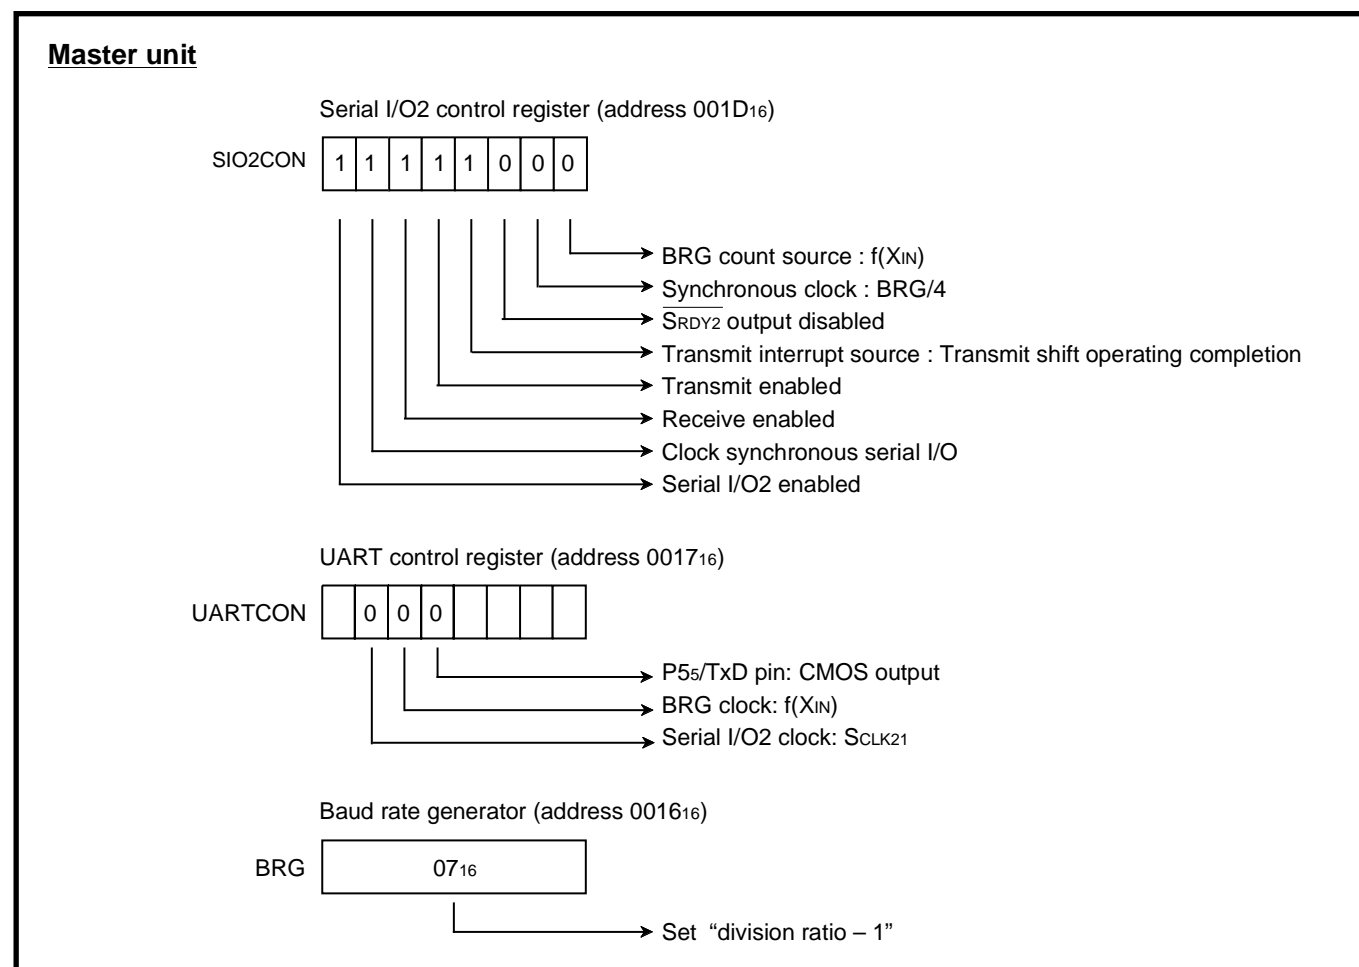 Master unit
Serial I/O2 control register (address 001D16)
SIO2CON 1 1 1 1 1 0 0 0
BRG count source : f(XIN)
Synchronous clock : BRG/4
SRDY2 output disabled
Transmit interrupt source : Transmit shift operating completion
Transmit enabled
Receive enabled
Clock synchronous serial I/O
Serial I/O2 enabled
UART control register (address 001716)
UARTCON 0 0 0
P55/TxD pin: CMOS output
BRG clock: f(XIN)
Serial I/O2 clock: SCLK21
Baud rate generator (address 001616)
BRG 0716
Set “division ratio – 1”